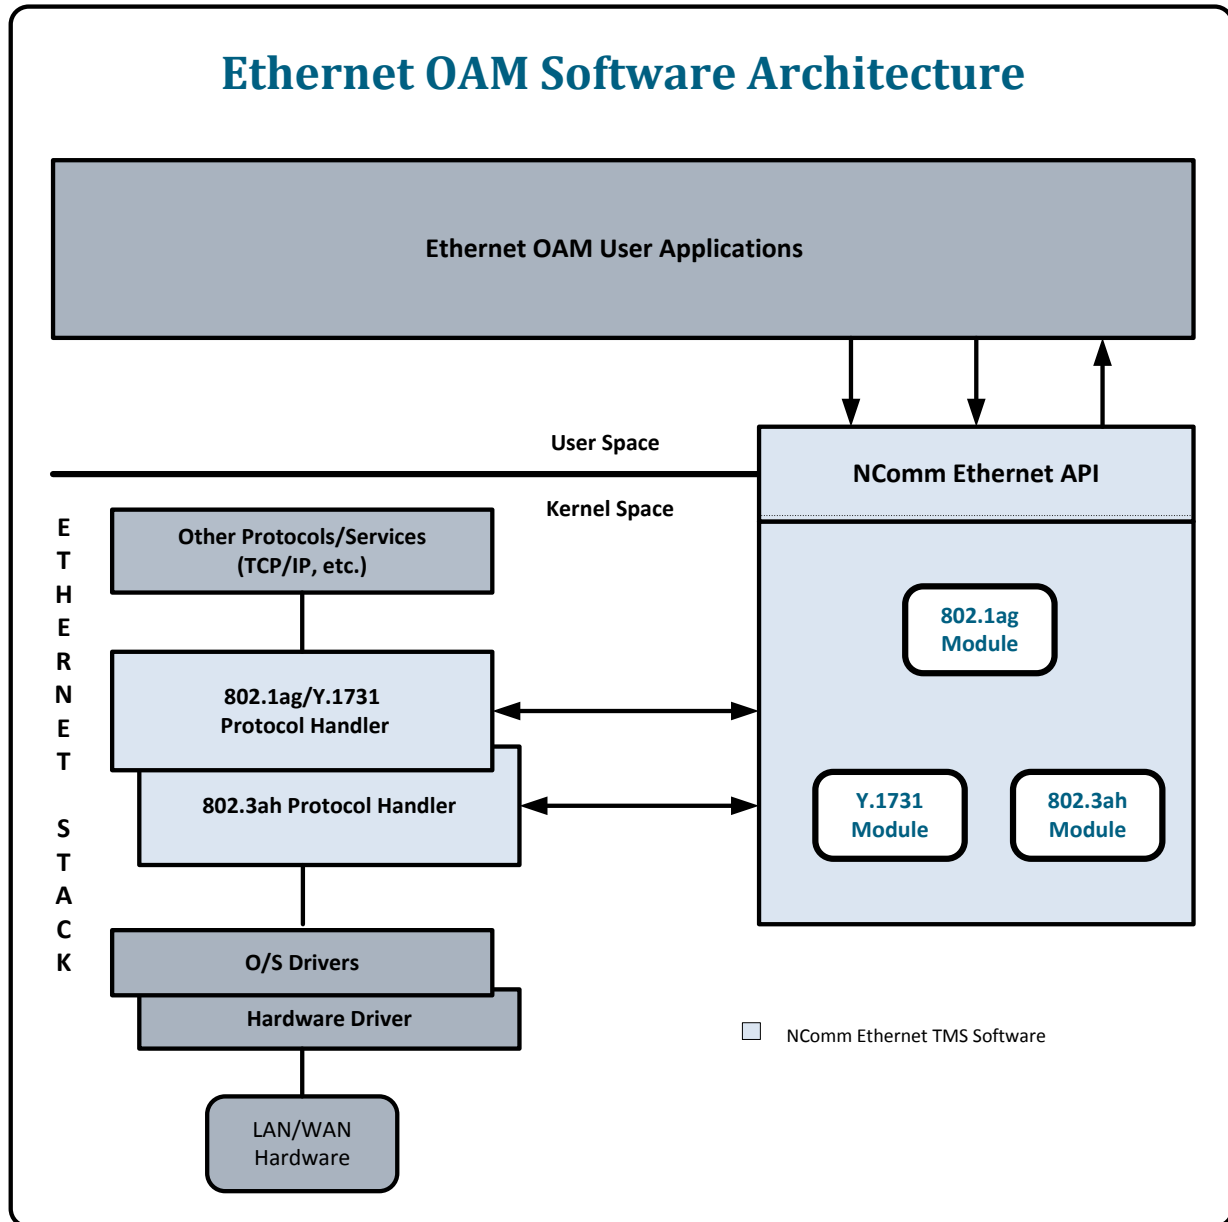 Ethernet OAM Software Architecture
Ethernet OAM User Applications
User Space
NComm Ethernet API
Kernel Space
ETHERNET STACK
Other Protocols/Services
(TCP/IP, etc.)
802.1ag
Module
802.1ag/Y.1731
Protocol Handler
802.3ah Protocol Handler
Y.1731
Module
802.3ah
Module
O/S Drivers
Hardware Driver
NComm Ethernet TMS Software
LAN/WAN
Hardware